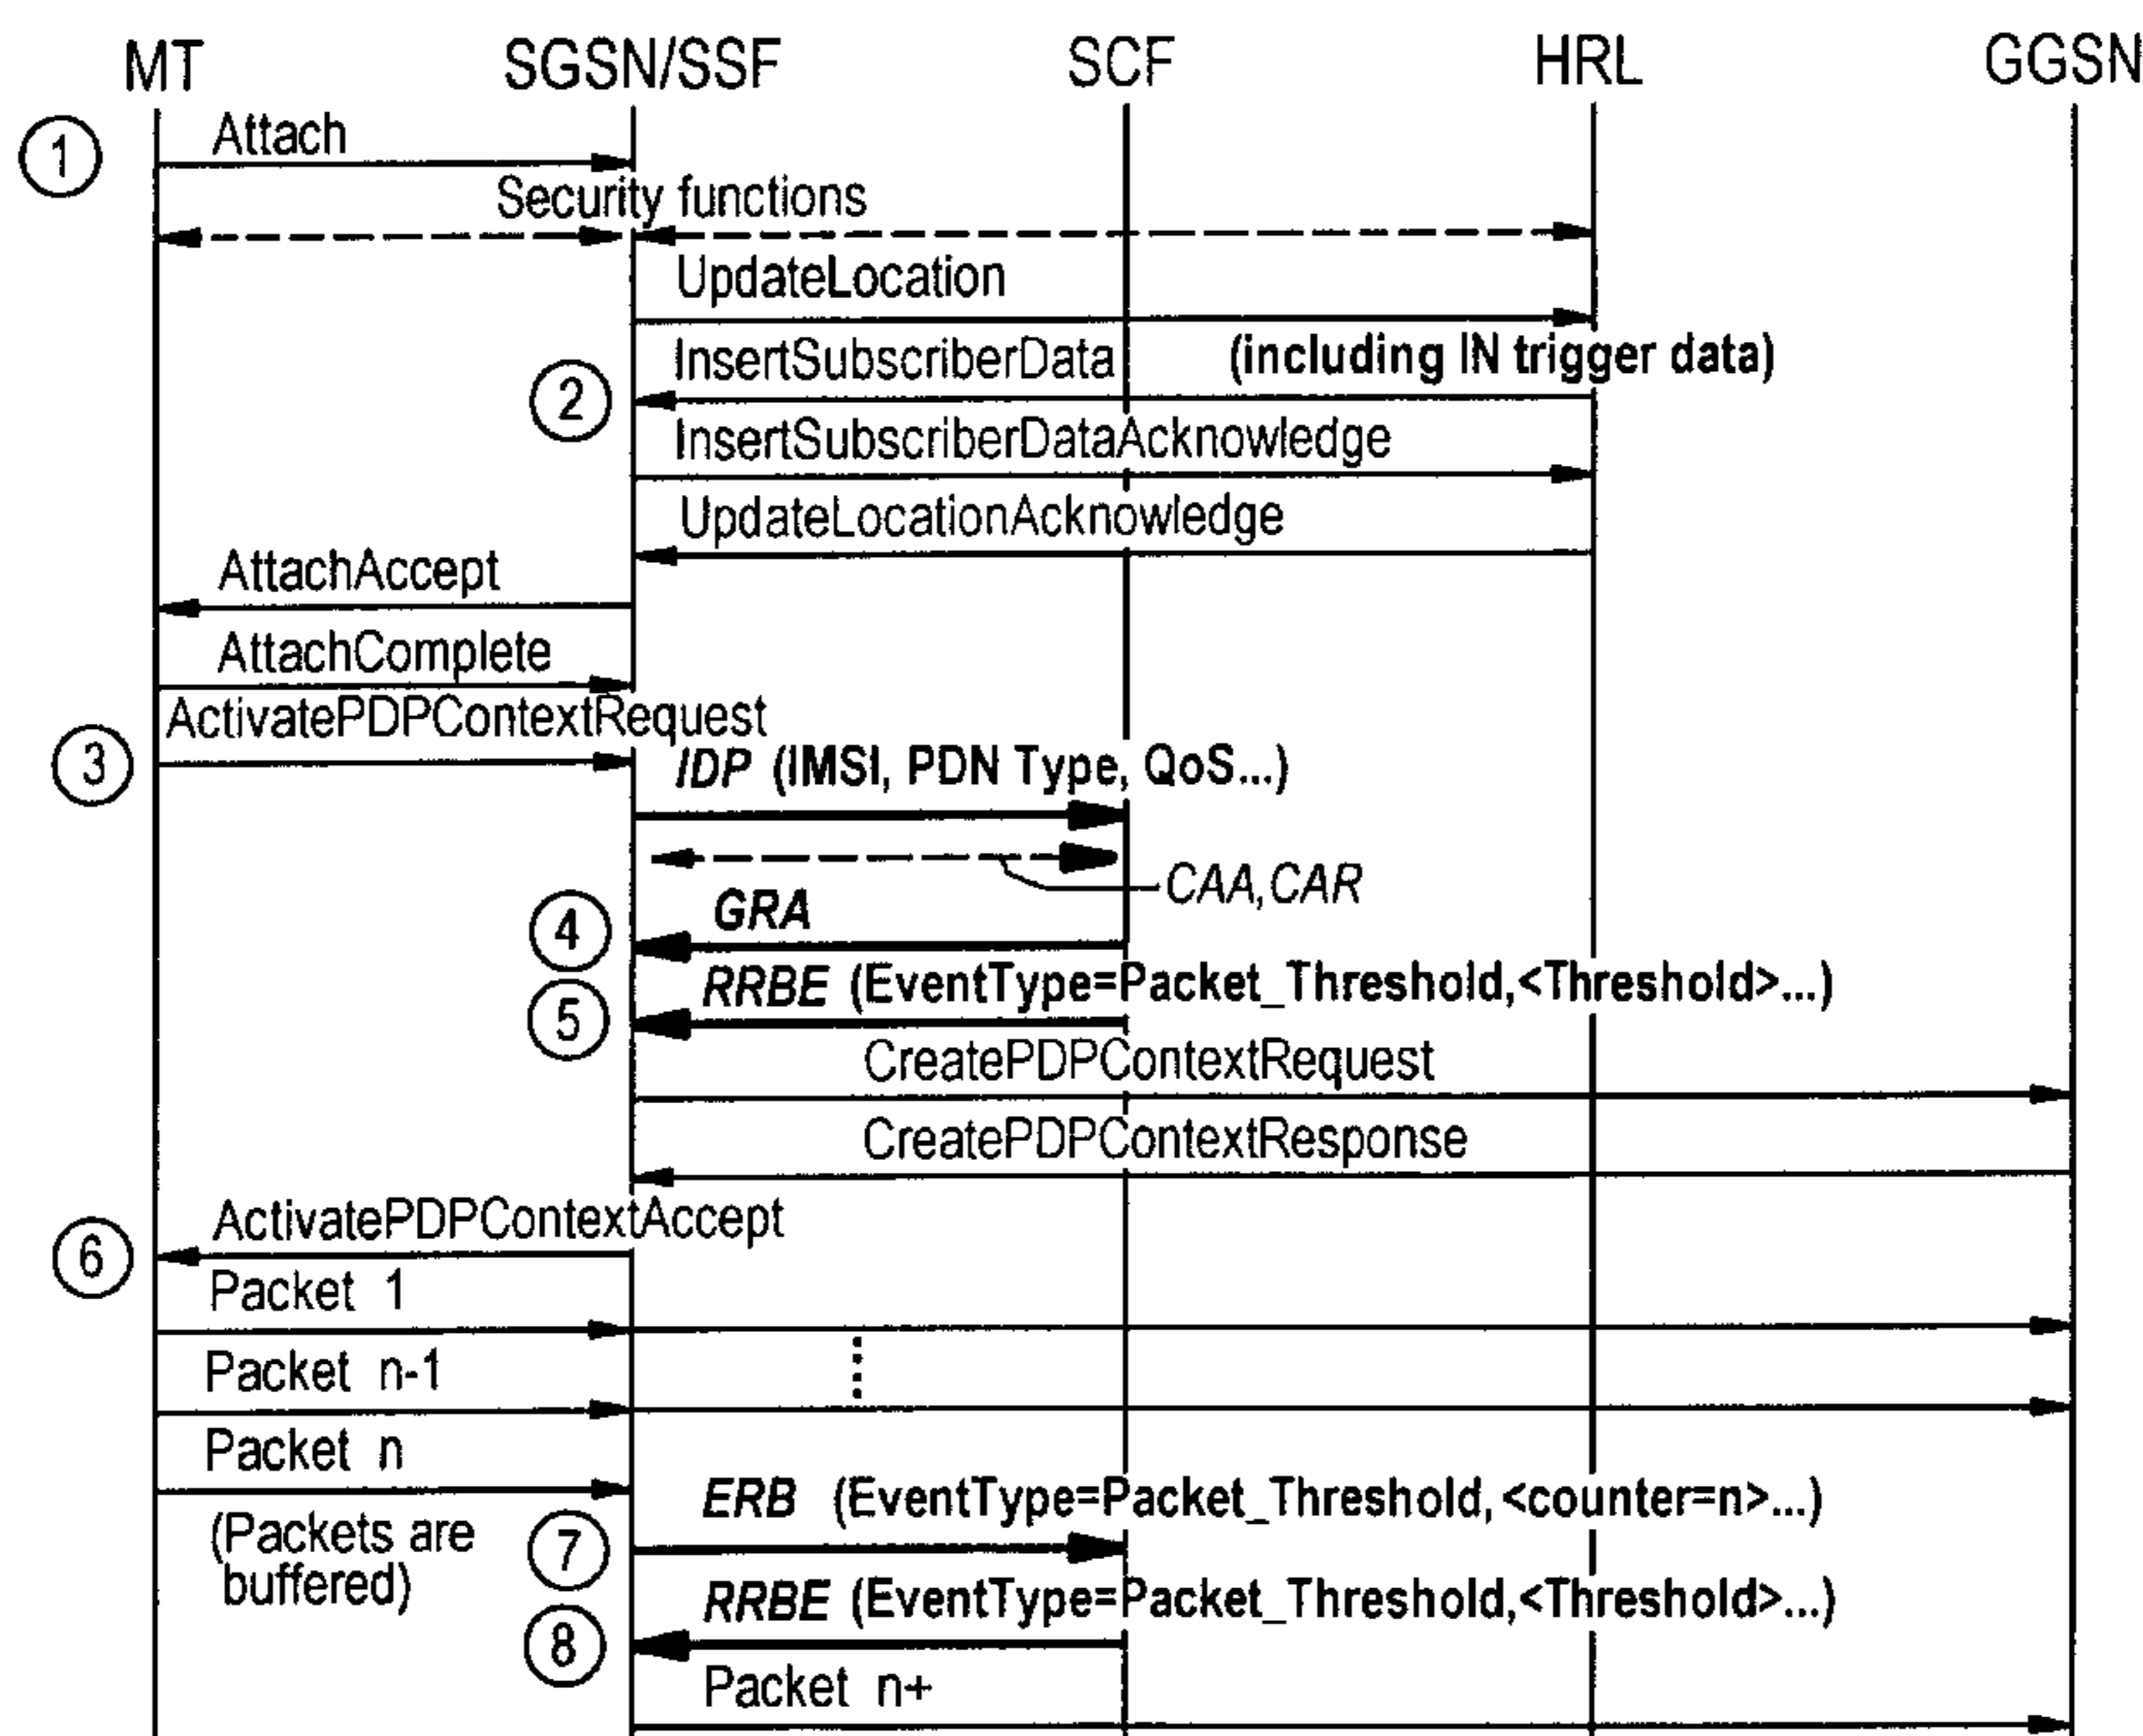 MT SGSN/SSF SCF HRL GGSN
1 Attach
Security functions
UpdateLocation
InsertSubscriberData (including IN trigger data)
2
InsertSubscriberDataAcknowledge
UpdateLocationAcknowledge
AttachAccept
AttachComplete
ActivatePDPContextRequest
3 IDP (IMSI, PDN Type, QoS...)
CAA,CAR
4 GRA
RRBE (EventType=Packet_Threshold,<Threshold>...)
5
CreatePDPContextRequest
CreatePDPContextResponse
ActivatePDPContextAccept
6
Packet 1
Packet n-1
Packet n
ERB (EventType=Packet_Threshold, <counter=n>...)
(Packets are
buffered)
7
RRBE (EventType=Packet_Threshold,<Threshold>...)
8
Packet n+